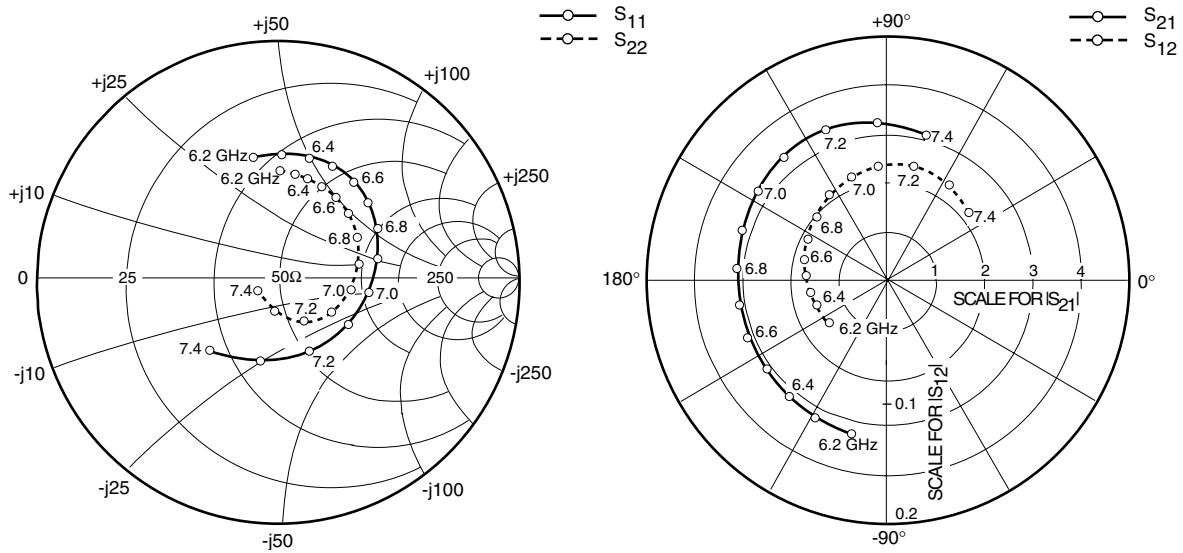 S11
S22
+j50
+j25
+j100
+j10
+j250
0
25
50Ω
250
-j10
-j250
-j25
-j100
-j50
6.2 GHz
6.4
6.6
6.8
7.0
7.2
7.4
6.2 GHz
6.4
6.6
6.8
7.0
7.2
7.4
S21
S12
+90°
180°
0°
-90°
1
2
3
4
SCALE FOR |S21|
SCALE FOR |S12|
0.1
0.2
7.4
7.2
7.0
6.8
6.6
6.4
6.2 GHz
7.4
7.2
7.0
6.8
6.6
6.4
6.2 GHz